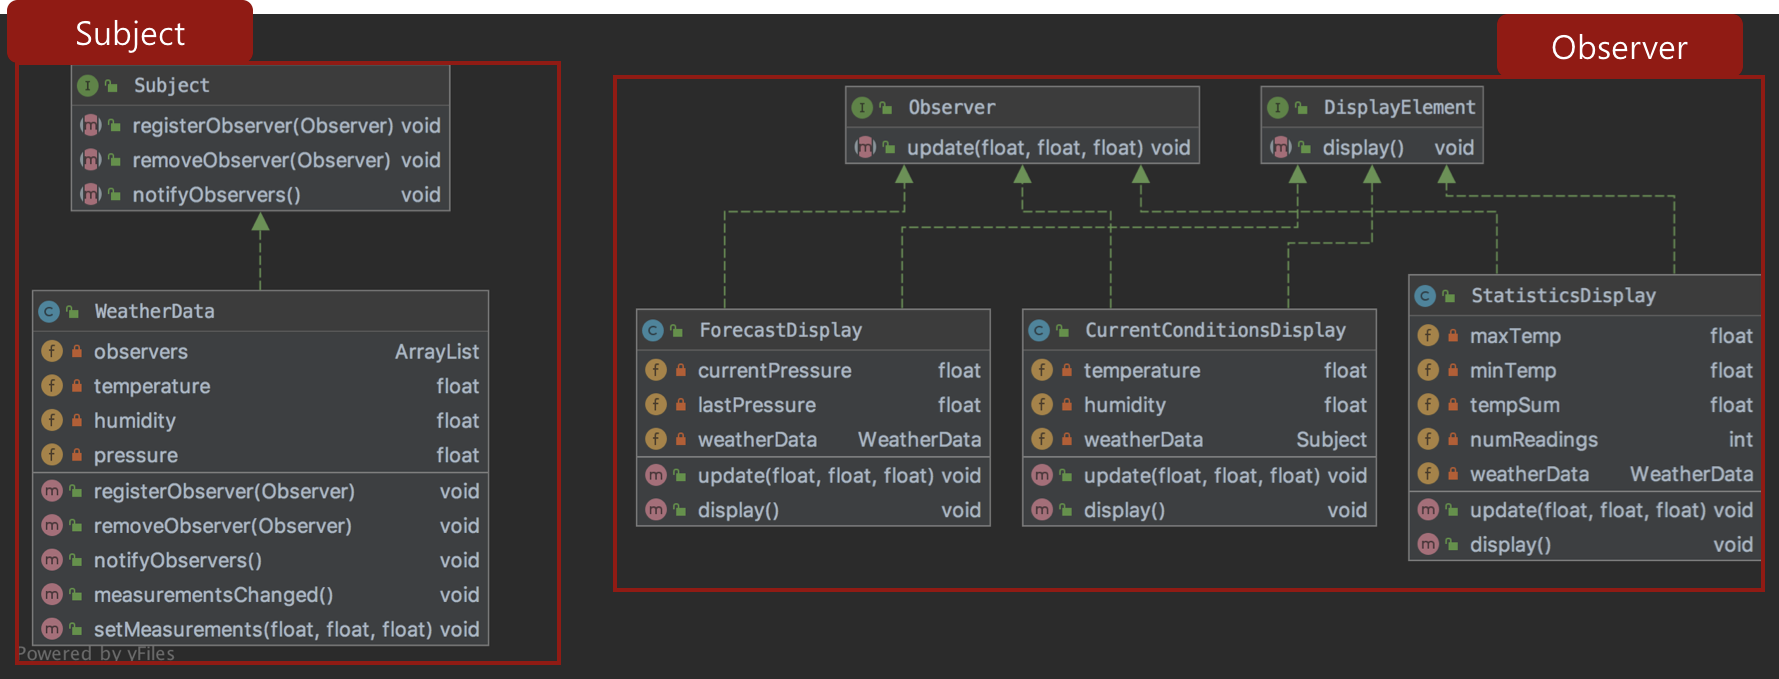 Subject
Subject
registerObserver(Observer) void
removeObserver(Observer) void
notifyObservers() void
WeatherData
observers ArrayList
temperature float
humidity float
pressure float
registerObserver(Observer) void
removeObserver(Observer) void
notifyObservers() void
measurementsChanged() void
setMeasurements(float, float, float) void
Powered by yFiles
Observer
Observer
update(float, float, float) void
DisplayElement
display() void
ForecastDisplay
currentPressure float
lastPressure float
weatherData WeatherData
update(float, float, float) void
display() void
CurrentConditionsDisplay
temperature float
humidity float
weatherData Subject
update(float, float, float) void
display() void
StatisticsDisplay
maxTemp float
minTemp float
tempSum float
numReadings int
weatherData WeatherData
update(float, float, float) void
display() void